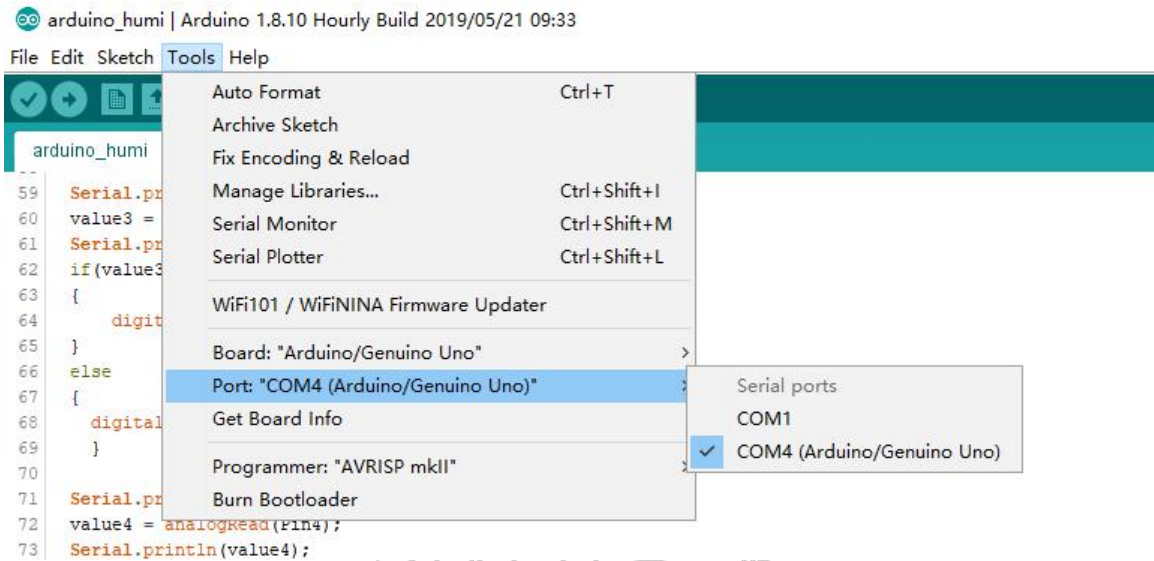 arduino_humi | Arduino 1.8.10 Hourly Build 2019/05/21 09:33
File Edit Sketch Tools Help
Auto Format Ctrl+T
Archive Sketch
arduino_humi
Fix Encoding & Reload
59 Serial.pr
Manage Libraries... Ctrl+Shift+I
60 value3 =
Serial Monitor Ctrl+Shift+M
61 Serial.pr
Serial Plotter Ctrl+Shift+L
62 if(value3
63 {
WiFi101 / WiFiNINA Firmware Updater
64 digit
65 }
Board: "Arduino/Genuino Uno"
66 else
67 {
Port: "COM4 (Arduino/Genuino Uno)"
Serial ports
68 digital
Get Board Info
COM1
69 }
COM4 (Arduino/Genuino Uno)
70
Programmer: "AVRISP mkII"
71 Serial.pr
Burn Bootloader
72 value4 = analogRead(Pin4);
73 Serial.println(value4);